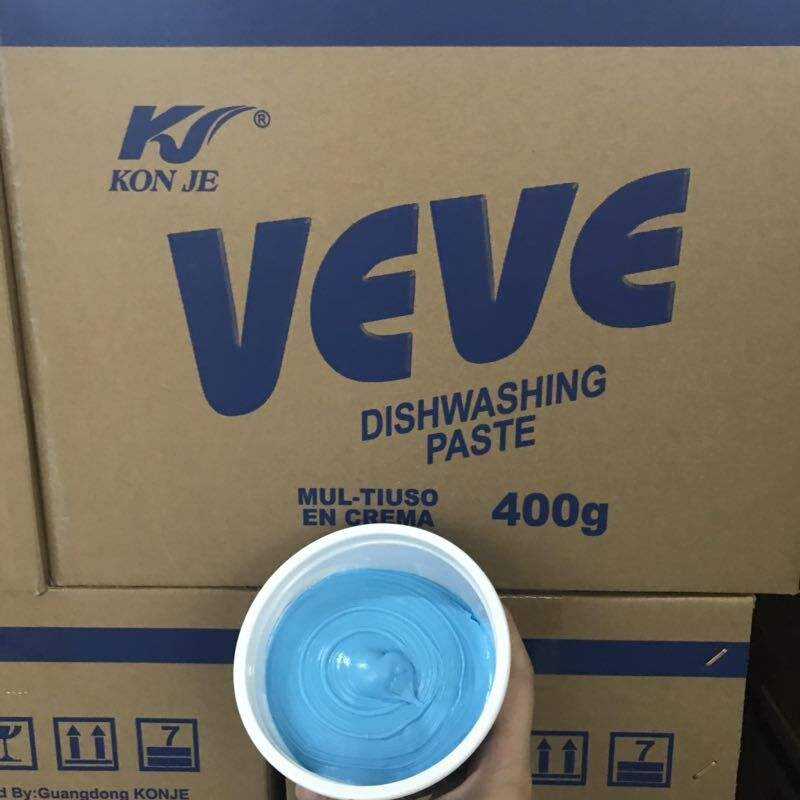 KJ®
KON JE
VEVE
DISHWASHING
PASTE
MUL-TIUSO
EN CREMA
400g
7
7
d By:Guangdong KONJE